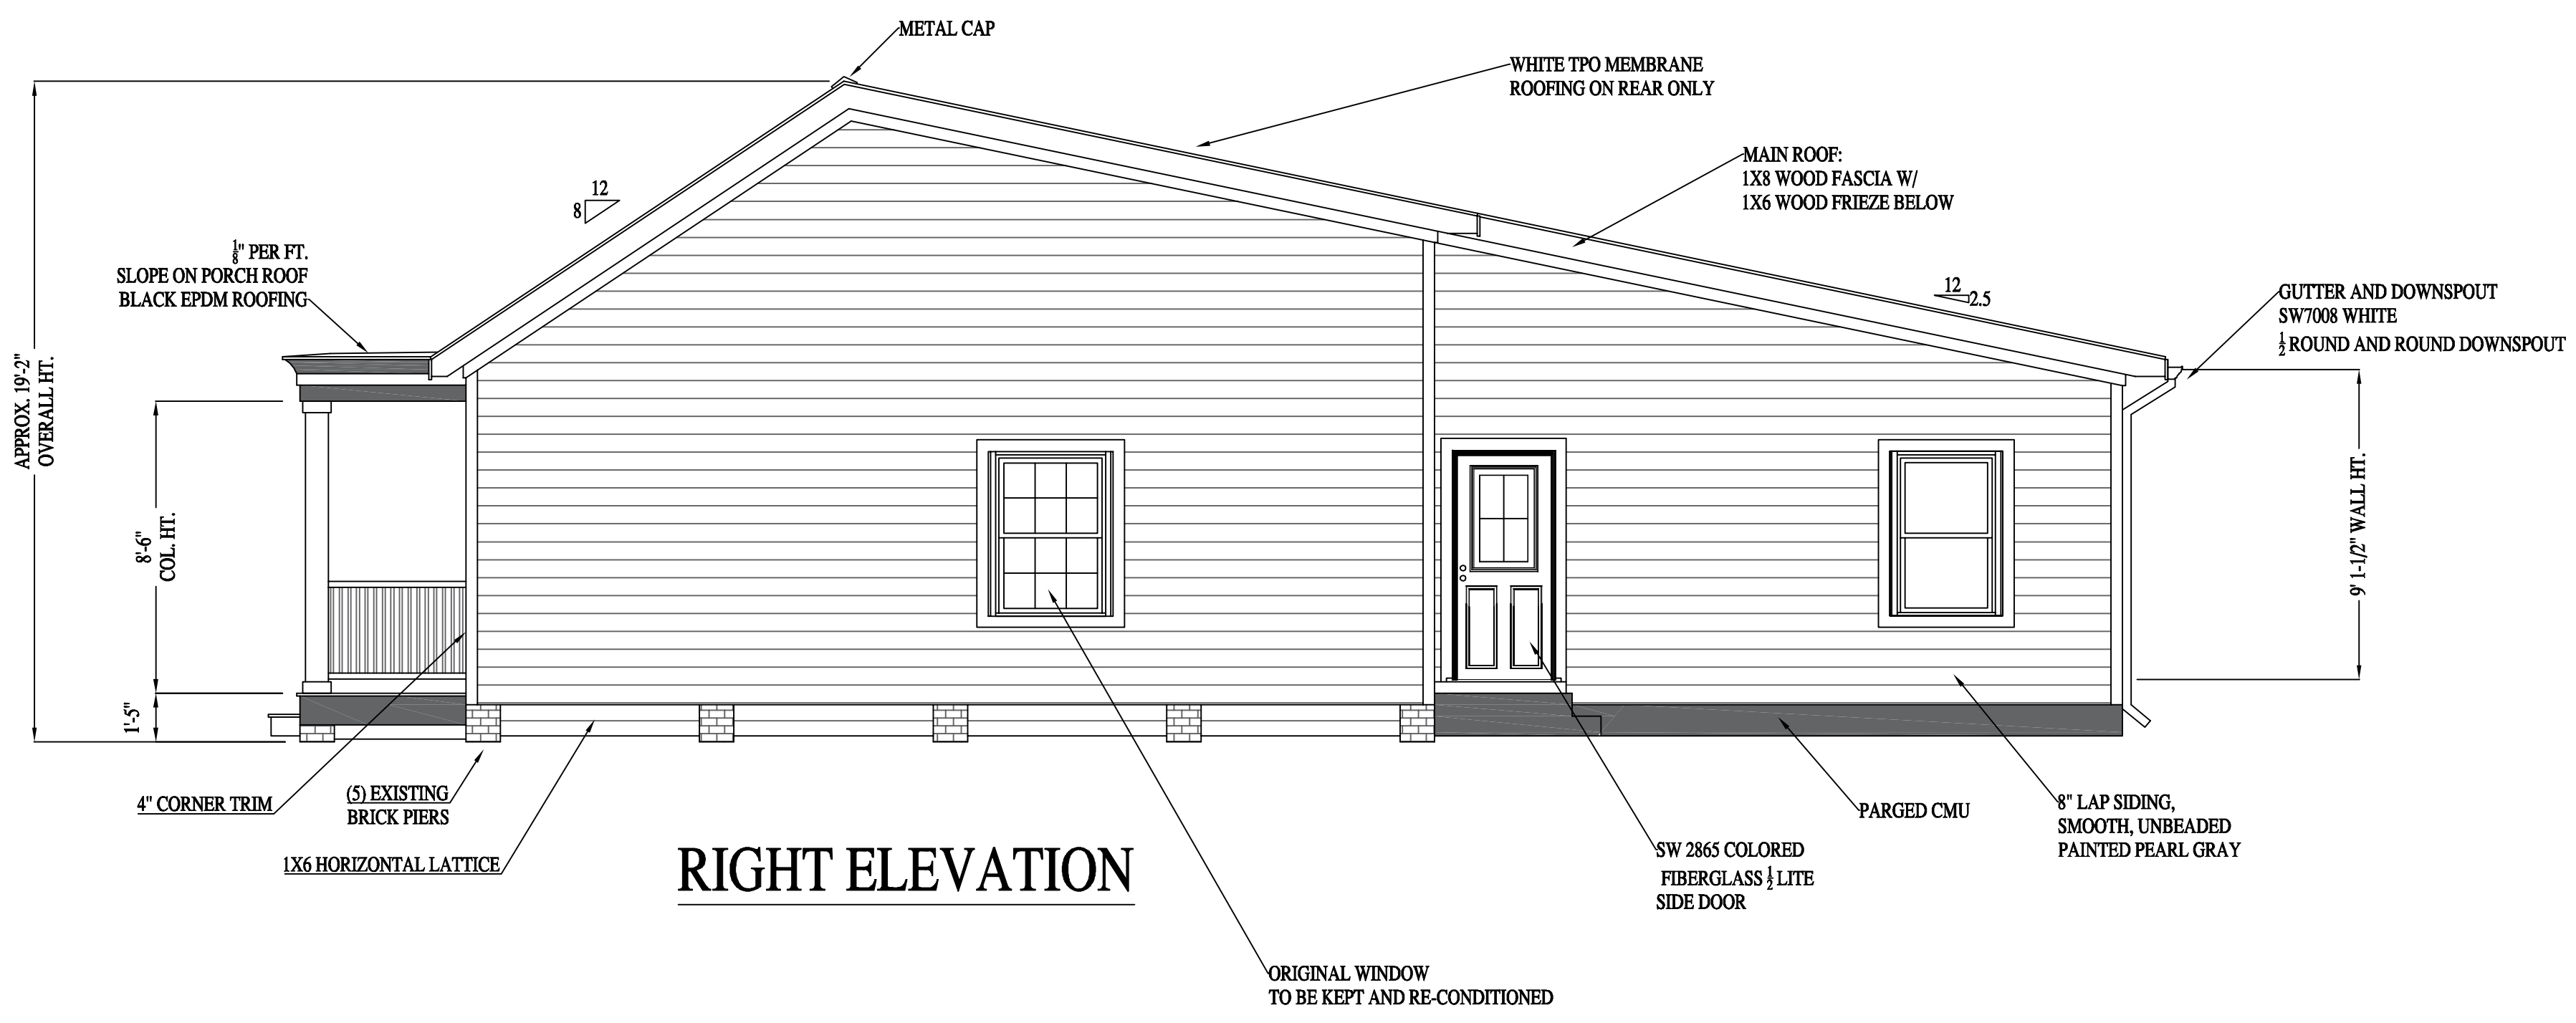 METAL CAP
WHITE TPO MEMBRANE
ROOFING ON REAR ONLY
MAIN ROOF:
1X8 WOOD FASCIA W/
1X6 WOOD FRIEZE BELOW
12
8
1/8" PER FT.
SLOPE ON PORCH ROOF
BLACK EPDM ROOFING
12
2.5
GUTTER AND DOWNSPOUT
SW7008 WHITE
1/2 ROUND AND ROUND DOWNSPOUT
APPROX. 19'-2"
OVERALL HT.
8'-6"
COL. HT.
1'-5"
9' 1-1/2" WALL HT.
4" CORNER TRIM
(5) EXISTING
BRICK PIERS
1X6 HORIZONTAL LATTICE
RIGHT ELEVATION
ORIGINAL WINDOW
TO BE KEPT AND RE-CONDITIONED
SW 2865 COLORED
FIBERGLASS 1/2 LITE
SIDE DOOR
PARGED CMU
8" LAP SIDING,
SMOOTH, UNBEADED
PAINTED PEARL GRAY